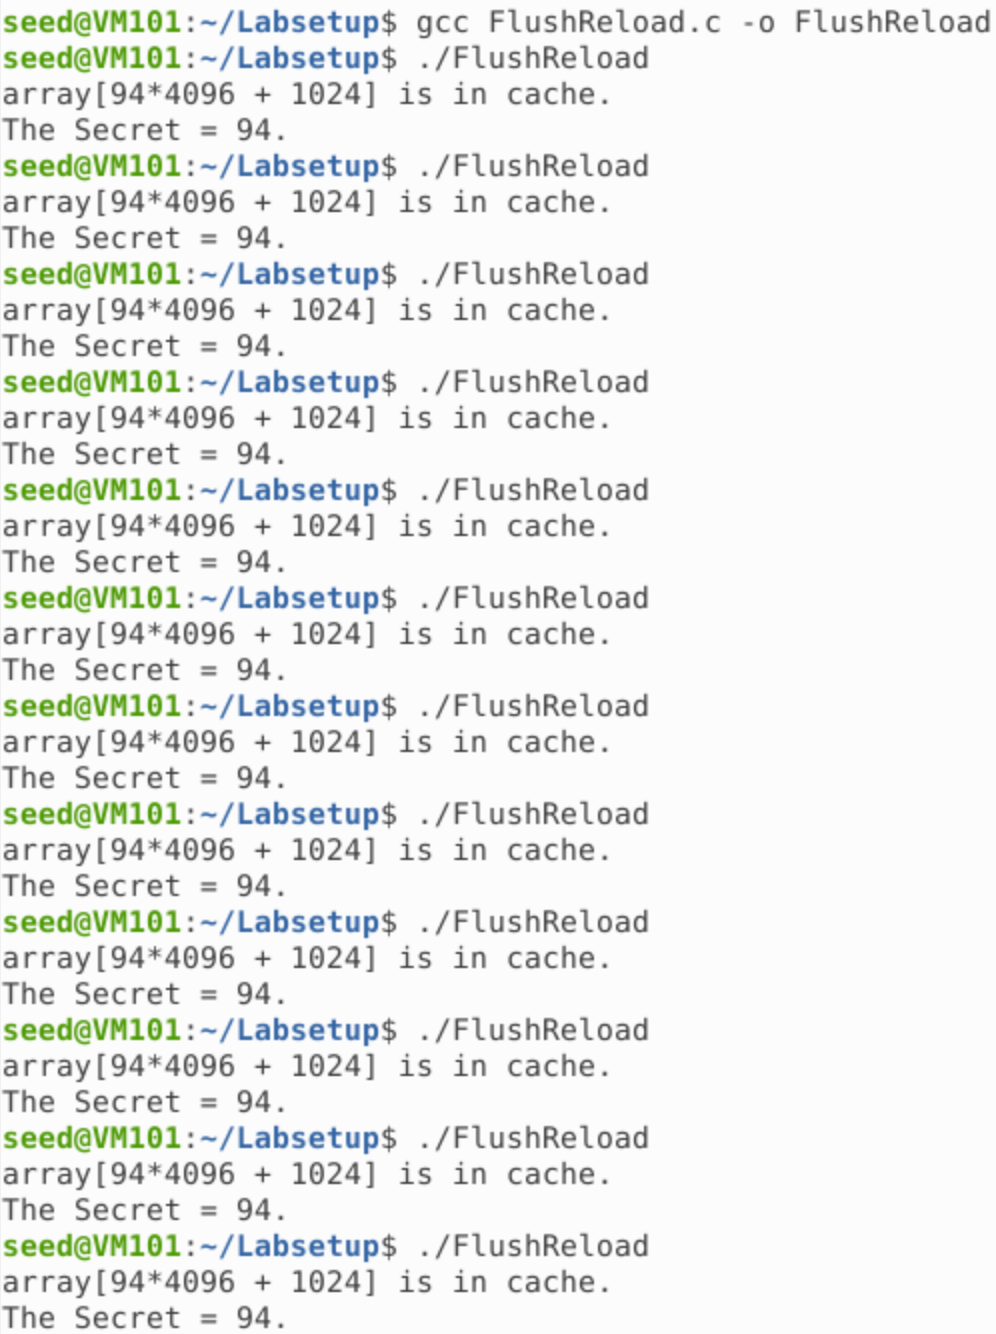 seed@VM101:~/Labsetup$ gcc FlushReload.c -o FlushReload
seed@VM101:~/Labsetup$ ./FlushReload
array[94*4096 + 1024] is in cache.
The Secret = 94.
seed@VM101:~/Labsetup$ ./FlushReload
array[94*4096 + 1024] is in cache.
The Secret = 94.
seed@VM101:~/Labsetup$ ./FlushReload
array[94*4096 + 1024] is in cache.
The Secret = 94.
seed@VM101:~/Labsetup$ ./FlushReload
array[94*4096 + 1024] is in cache.
The Secret = 94.
seed@VM101:~/Labsetup$ ./FlushReload
array[94*4096 + 1024] is in cache.
The Secret = 94.
seed@VM101:~/Labsetup$ ./FlushReload
array[94*4096 + 1024] is in cache.
The Secret = 94.
seed@VM101:~/Labsetup$ ./FlushReload
array[94*4096 + 1024] is in cache.
The Secret = 94.
seed@VM101:~/Labsetup$ ./FlushReload
array[94*4096 + 1024] is in cache.
The Secret = 94.
seed@VM101:~/Labsetup$ ./FlushReload
array[94*4096 + 1024] is in cache.
The Secret = 94.
seed@VM101:~/Labsetup$ ./FlushReload
array[94*4096 + 1024] is in cache.
The Secret = 94.
seed@VM101:~/Labsetup$ ./FlushReload
array[94*4096 + 1024] is in cache.
The Secret = 94.
seed@VM101:~/Labsetup$ ./FlushReload
array[94*4096 + 1024] is in cache.
The Secret = 94.